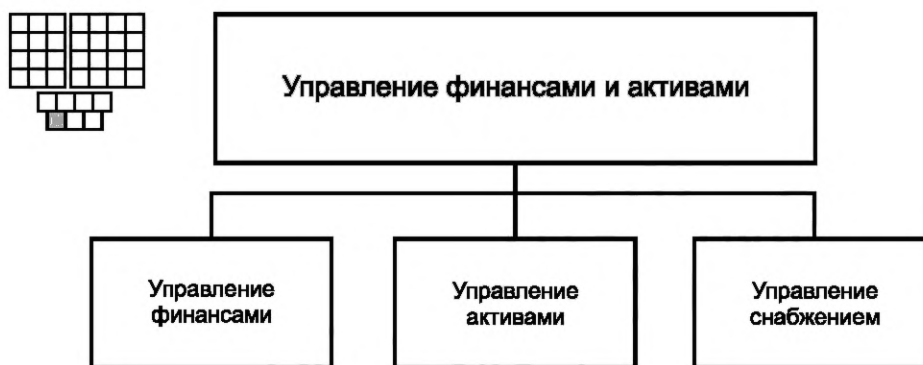 Управление финансами и активами
Управление
финансами
Управление
активами
Управление
снабжением